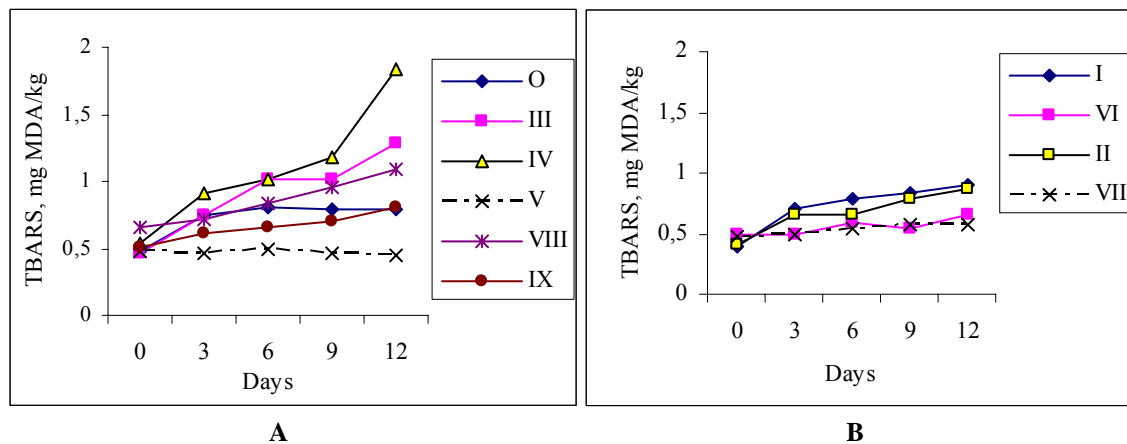 TBARS, mg MDA/kg
2
1,5
1
0,5
0
0 3 6 9 12
Days
O
III
IV
V
VIII
IX
A
TBARS, mg MDA/kg
2
1,5
1
0,5
0
0 3 6 9 12
Days
I
VI
II
VII
B